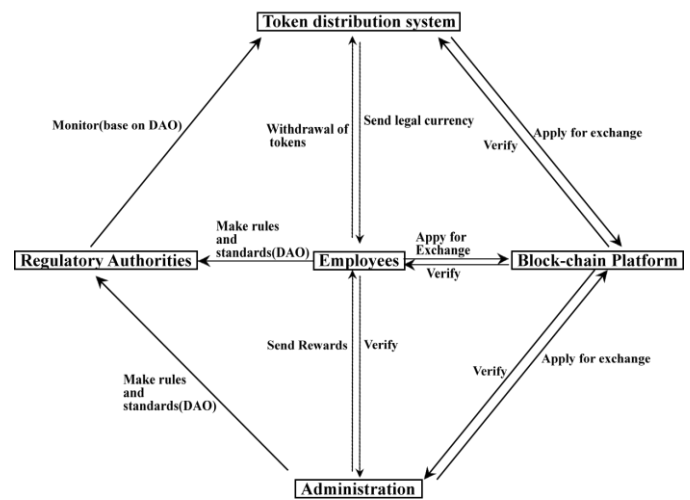 Token distribution system
Monitor(base on DAO)
Withdrawal of
tokens
Send legal currency
Verify
Apply for exchange
Make rules
and
standards(DAO)
Appy for
Exchange
Regulatory Authorities
Employees
Block-chain Platform
Verify
Send Rewards
Verify
Verify
Apply for exchange
Make rules
and
standards(DAO)
Administration